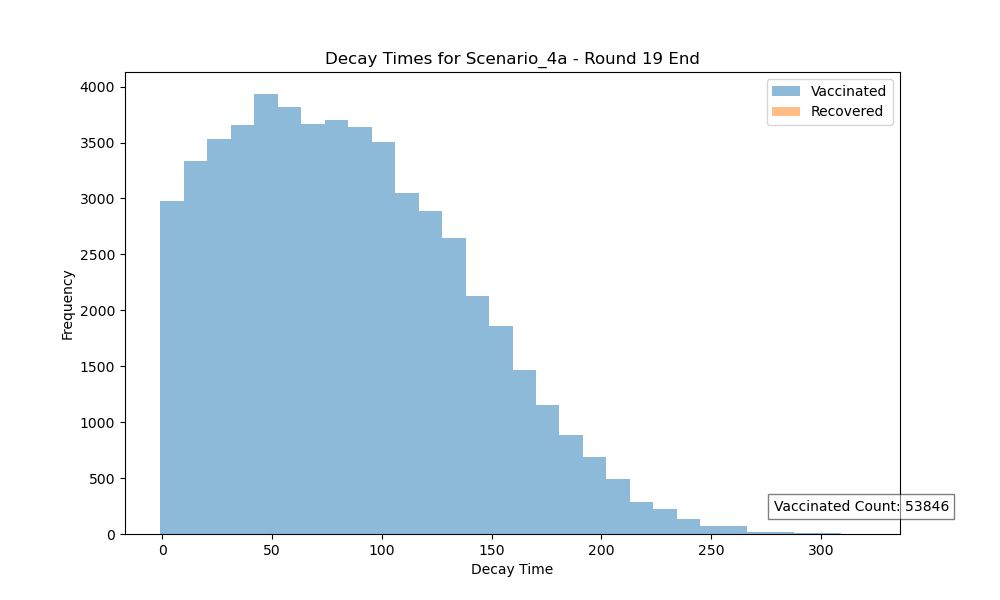 Decay Times for Scenario_4a - Round 19 End
Vaccinated
Recovered
Frequency
4000
3500
3000
2500
2000
1500
1000
500
0
Vaccinated Count: 53846
0 50 100 150 200 250 300
Decay Time